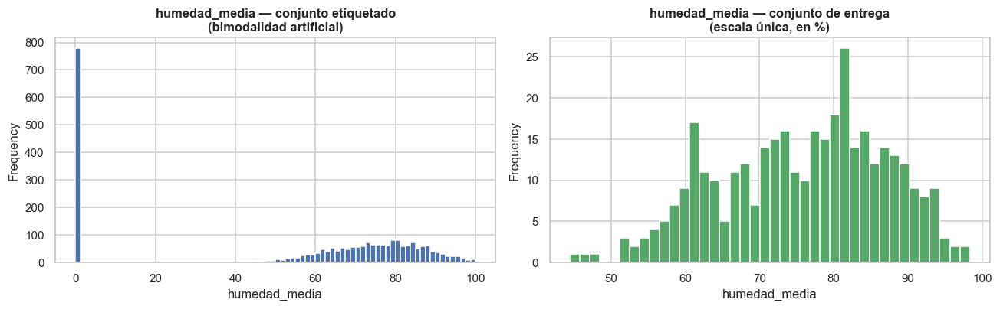 humedad_media — conjunto etiquetado
(bimodalidad artificial)
Frequency
800
700
600
500
400
300
200
100
0
0 20 40 60 80 100
humedad_media
humedad_media — conjunto de entrega
(escala única, en %)
Frequency
25
20
15
10
5
0
50 60 70 80 90 100
humedad_media